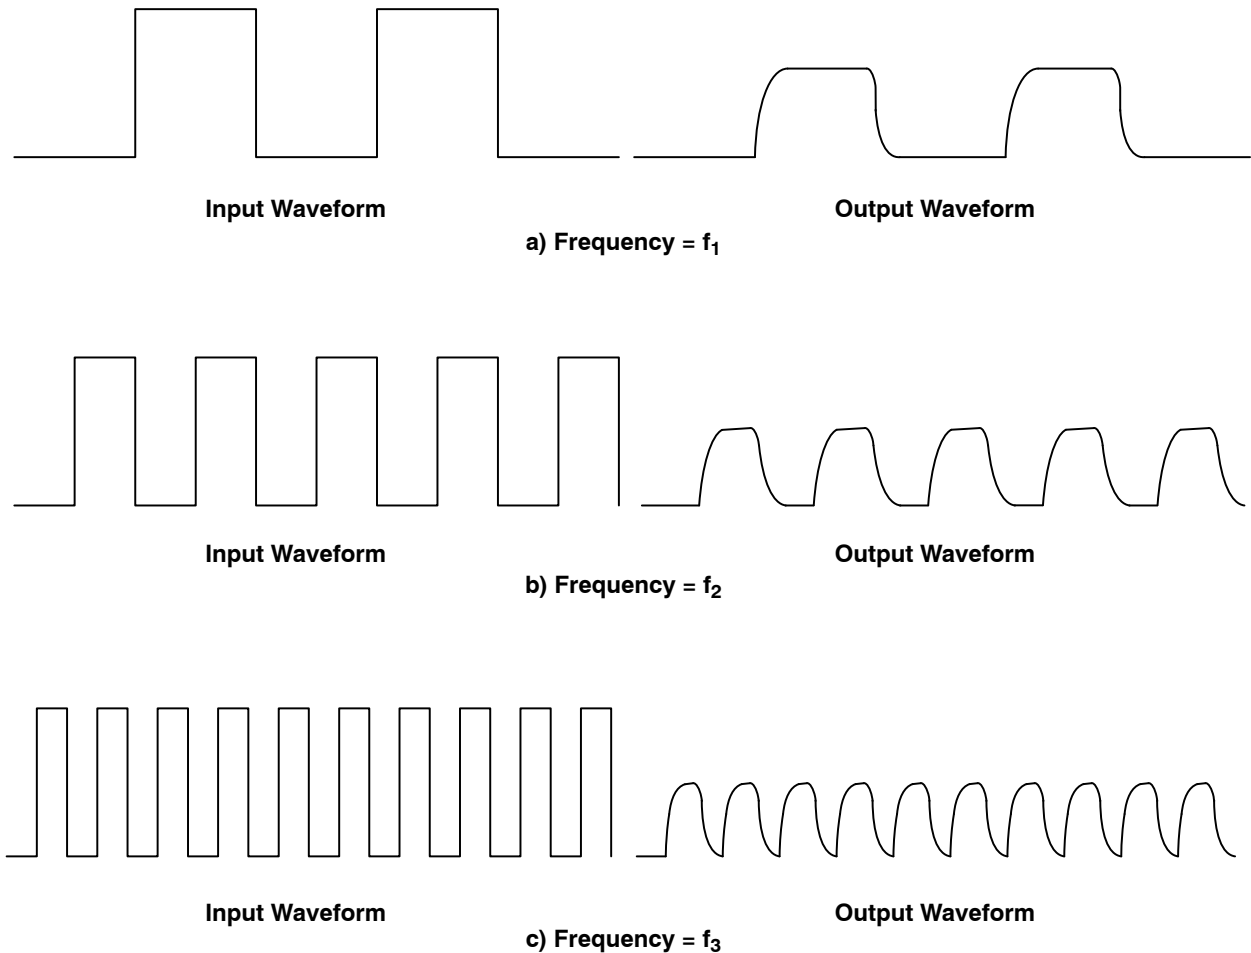 Input Waveform
Output Waveform
a) Frequency = f₁
Input Waveform
Output Waveform
b) Frequency = f₂
Input Waveform
Output Waveform
c) Frequency = f₃